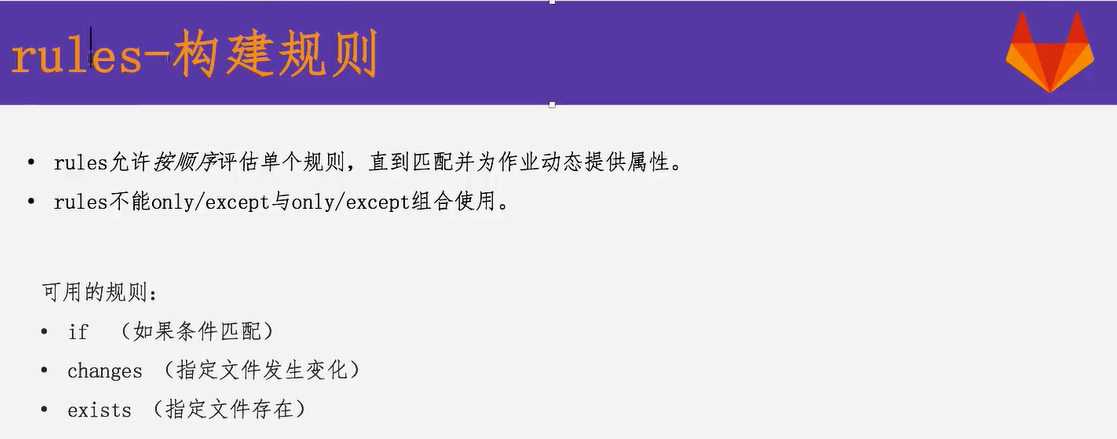 rules-构建规则
• rules允许按顺序评估单个规则，直到匹配并为作业动态提供属性。
• rules不能only/except与only/except组合使用。
可用的规则：
• if （如果条件匹配）
• changes （指定文件发生变化）
• exists （指定文件存在）